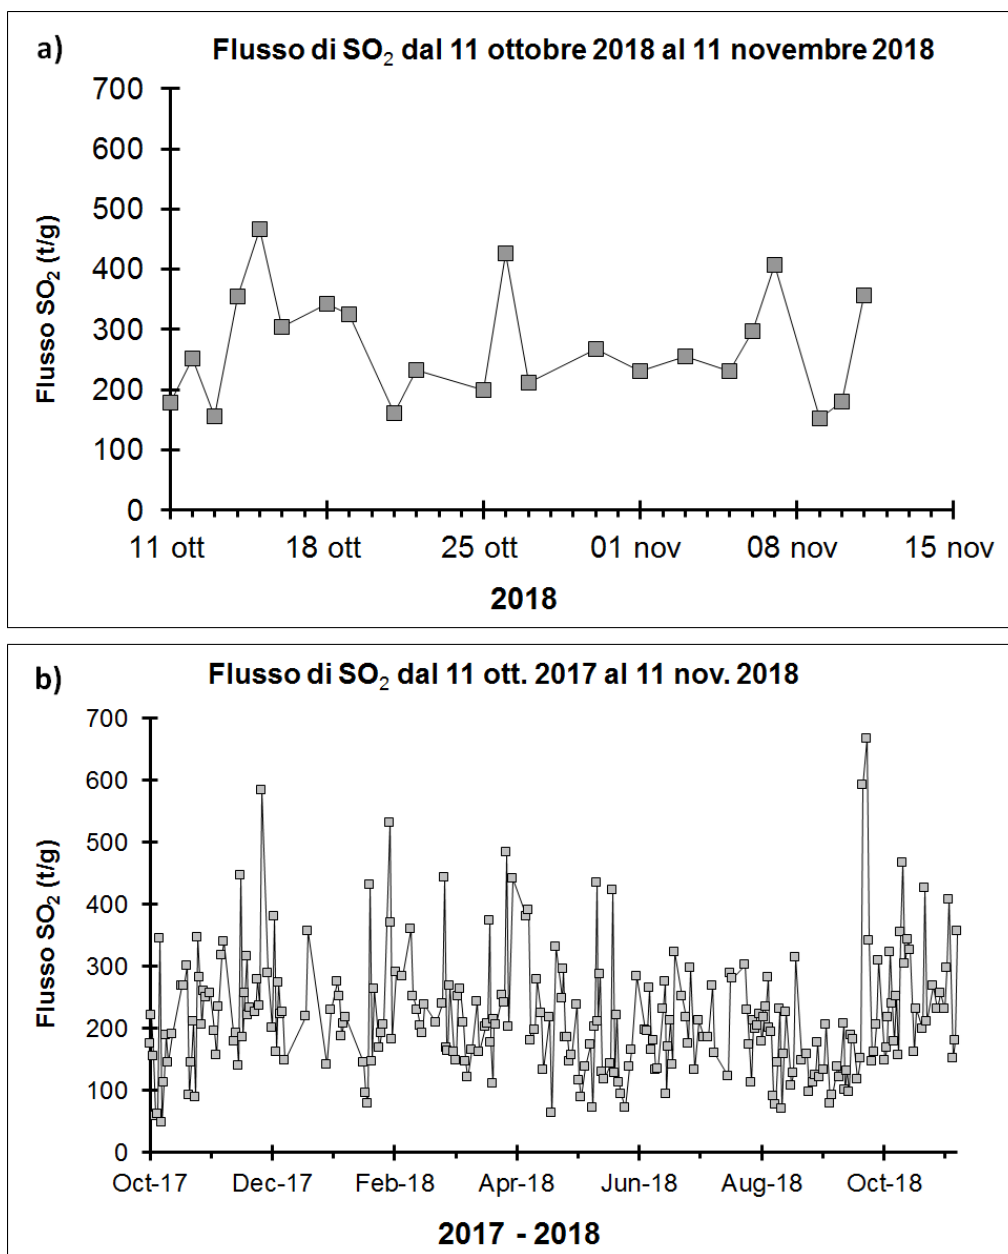 a)
Flusso di SO₂ dal 11 ottobre 2018 al 11 novembre 2018
Flusso SO₂ (t/g)
700
600
500
400
300
200
100
0
11 ott 18 ott 25 ott 01 nov 08 nov 15 nov
2018
b)
Flusso di SO₂ dal 11 ott. 2017 al 11 nov. 2018
Flusso SO₂ (t/g)
700
600
500
400
300
200
100
0
Oct-17 Dec-17 Feb-18 Apr-18 Jun-18 Aug-18 Oct-18
2017 - 2018